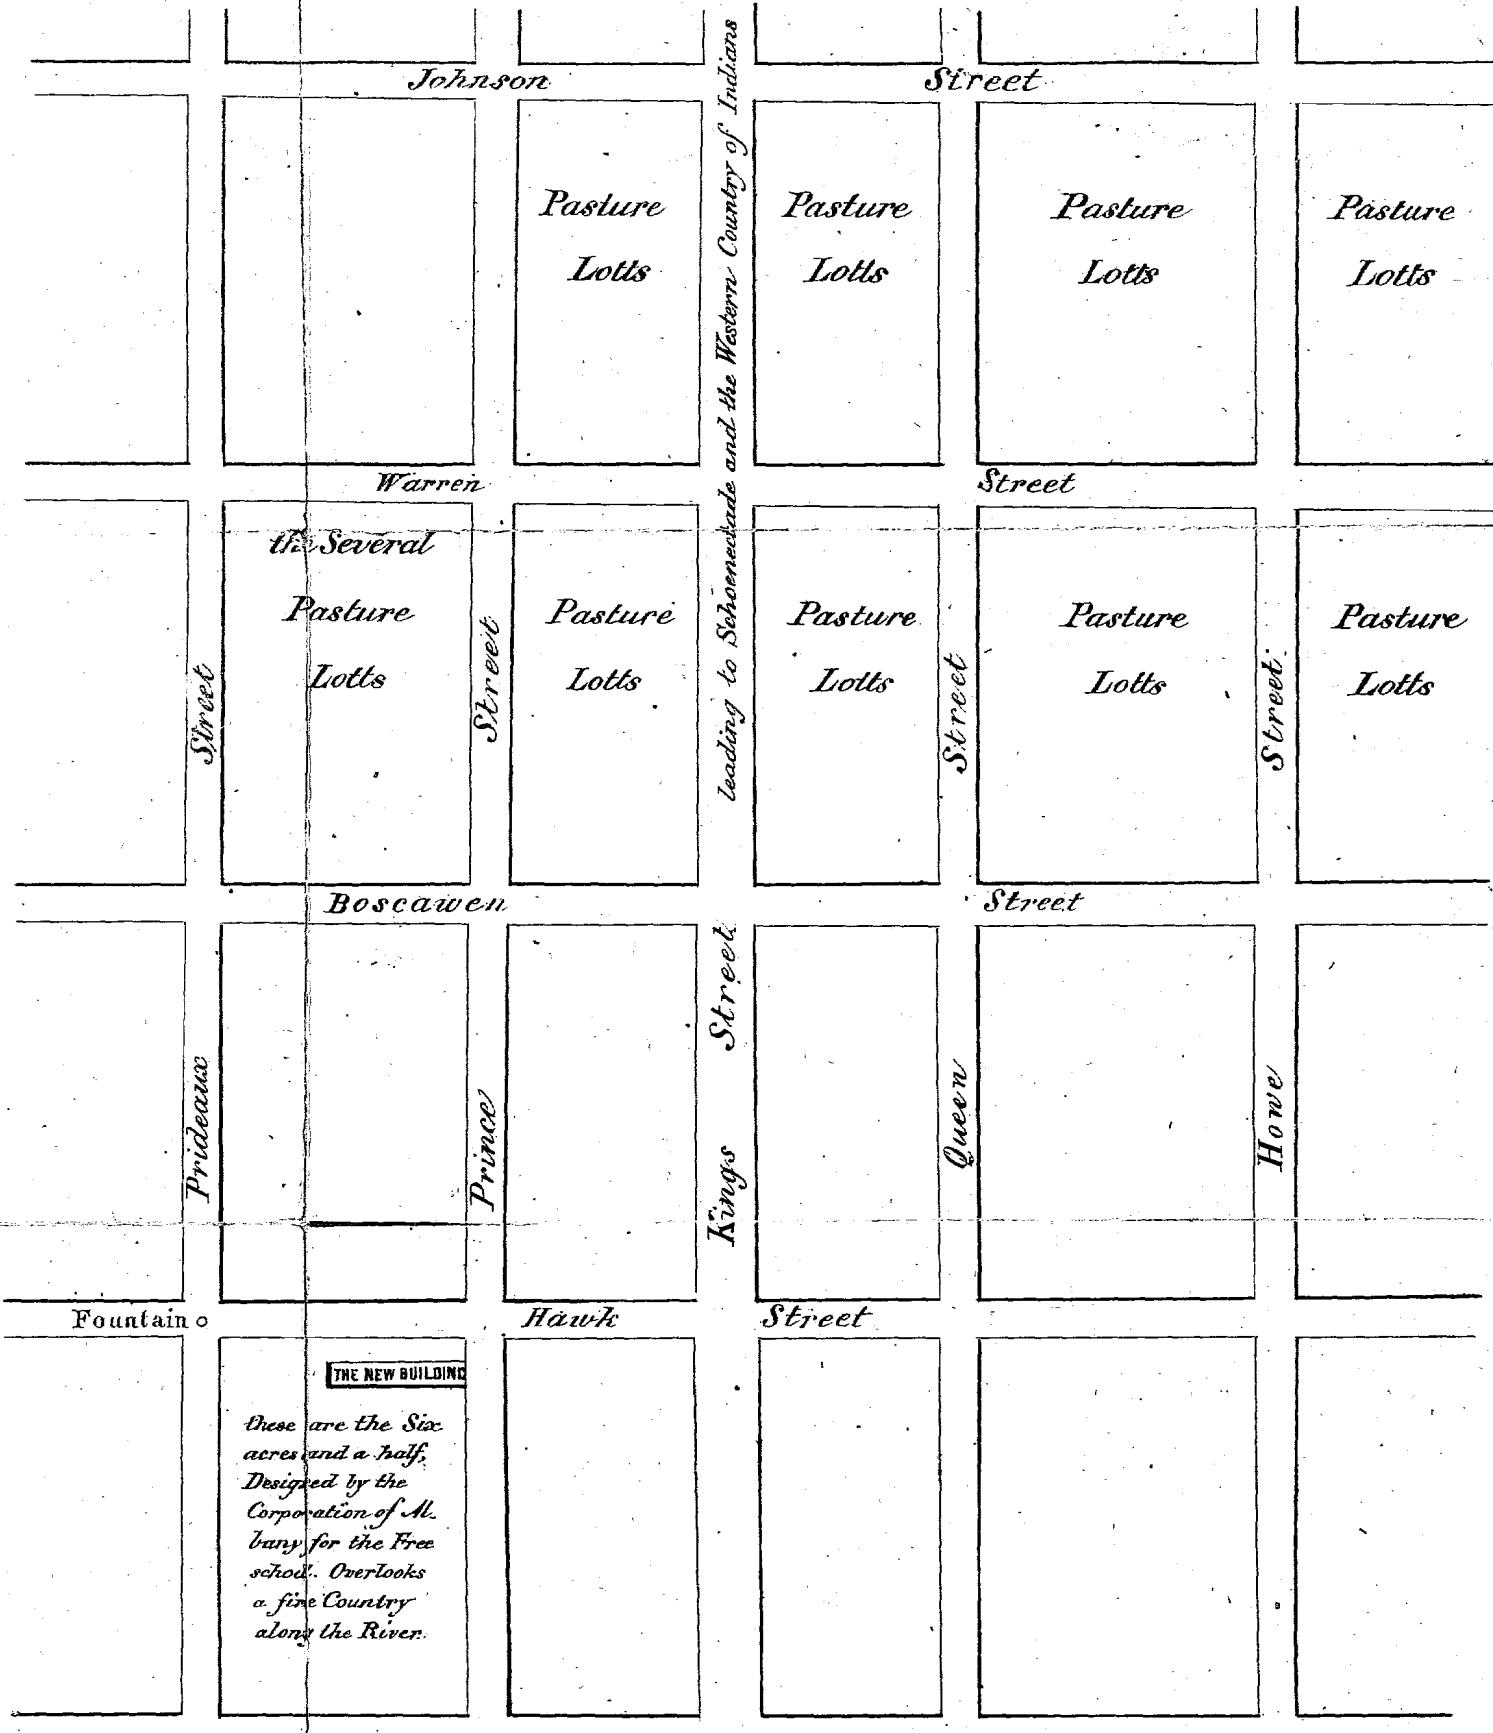 Johnson Street
Pasture
Lotts
Pasture
Lotts
Pasture
Lotts
Pasture
Lotts
leading to Schoenectade and the Western Country of Indians
Warren Street
the Several
Pasture
Lotts
Pasture
Lotts
Pasture
Lotts
Pasture
Lotts
Pasture
Lotts
Boscawen Street
Prideaux Street
Prince Street
Kings Street
Queen Street
Howe Street
Fountain
Hawk Street
THE NEW BUILDING
these are the Six
acres and a half,
Designed by the
Corporation of Al-
bany for the Free
school. Overlooks
a fine Country
along the River.